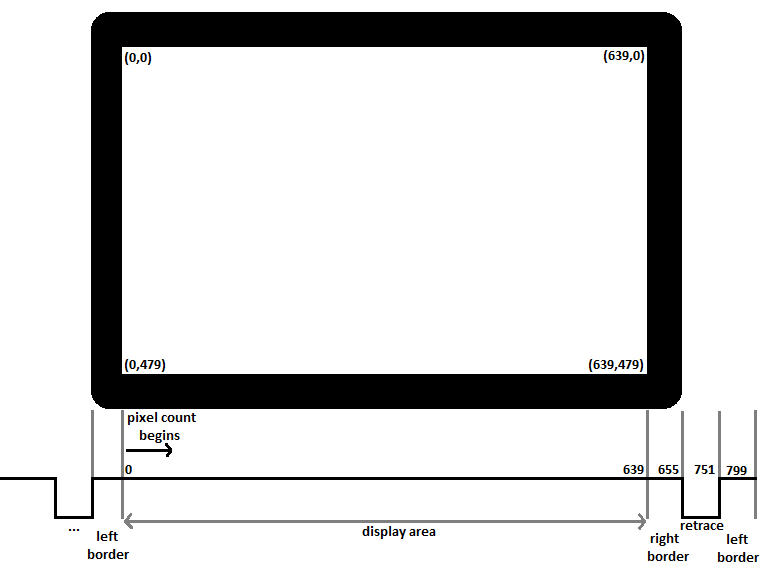 (0,0)
(639,0)
(0,479)
(639,479)
pixel count
begins
0
639
655
751
799
...
left
border
display area
right
border
retrace
left
border